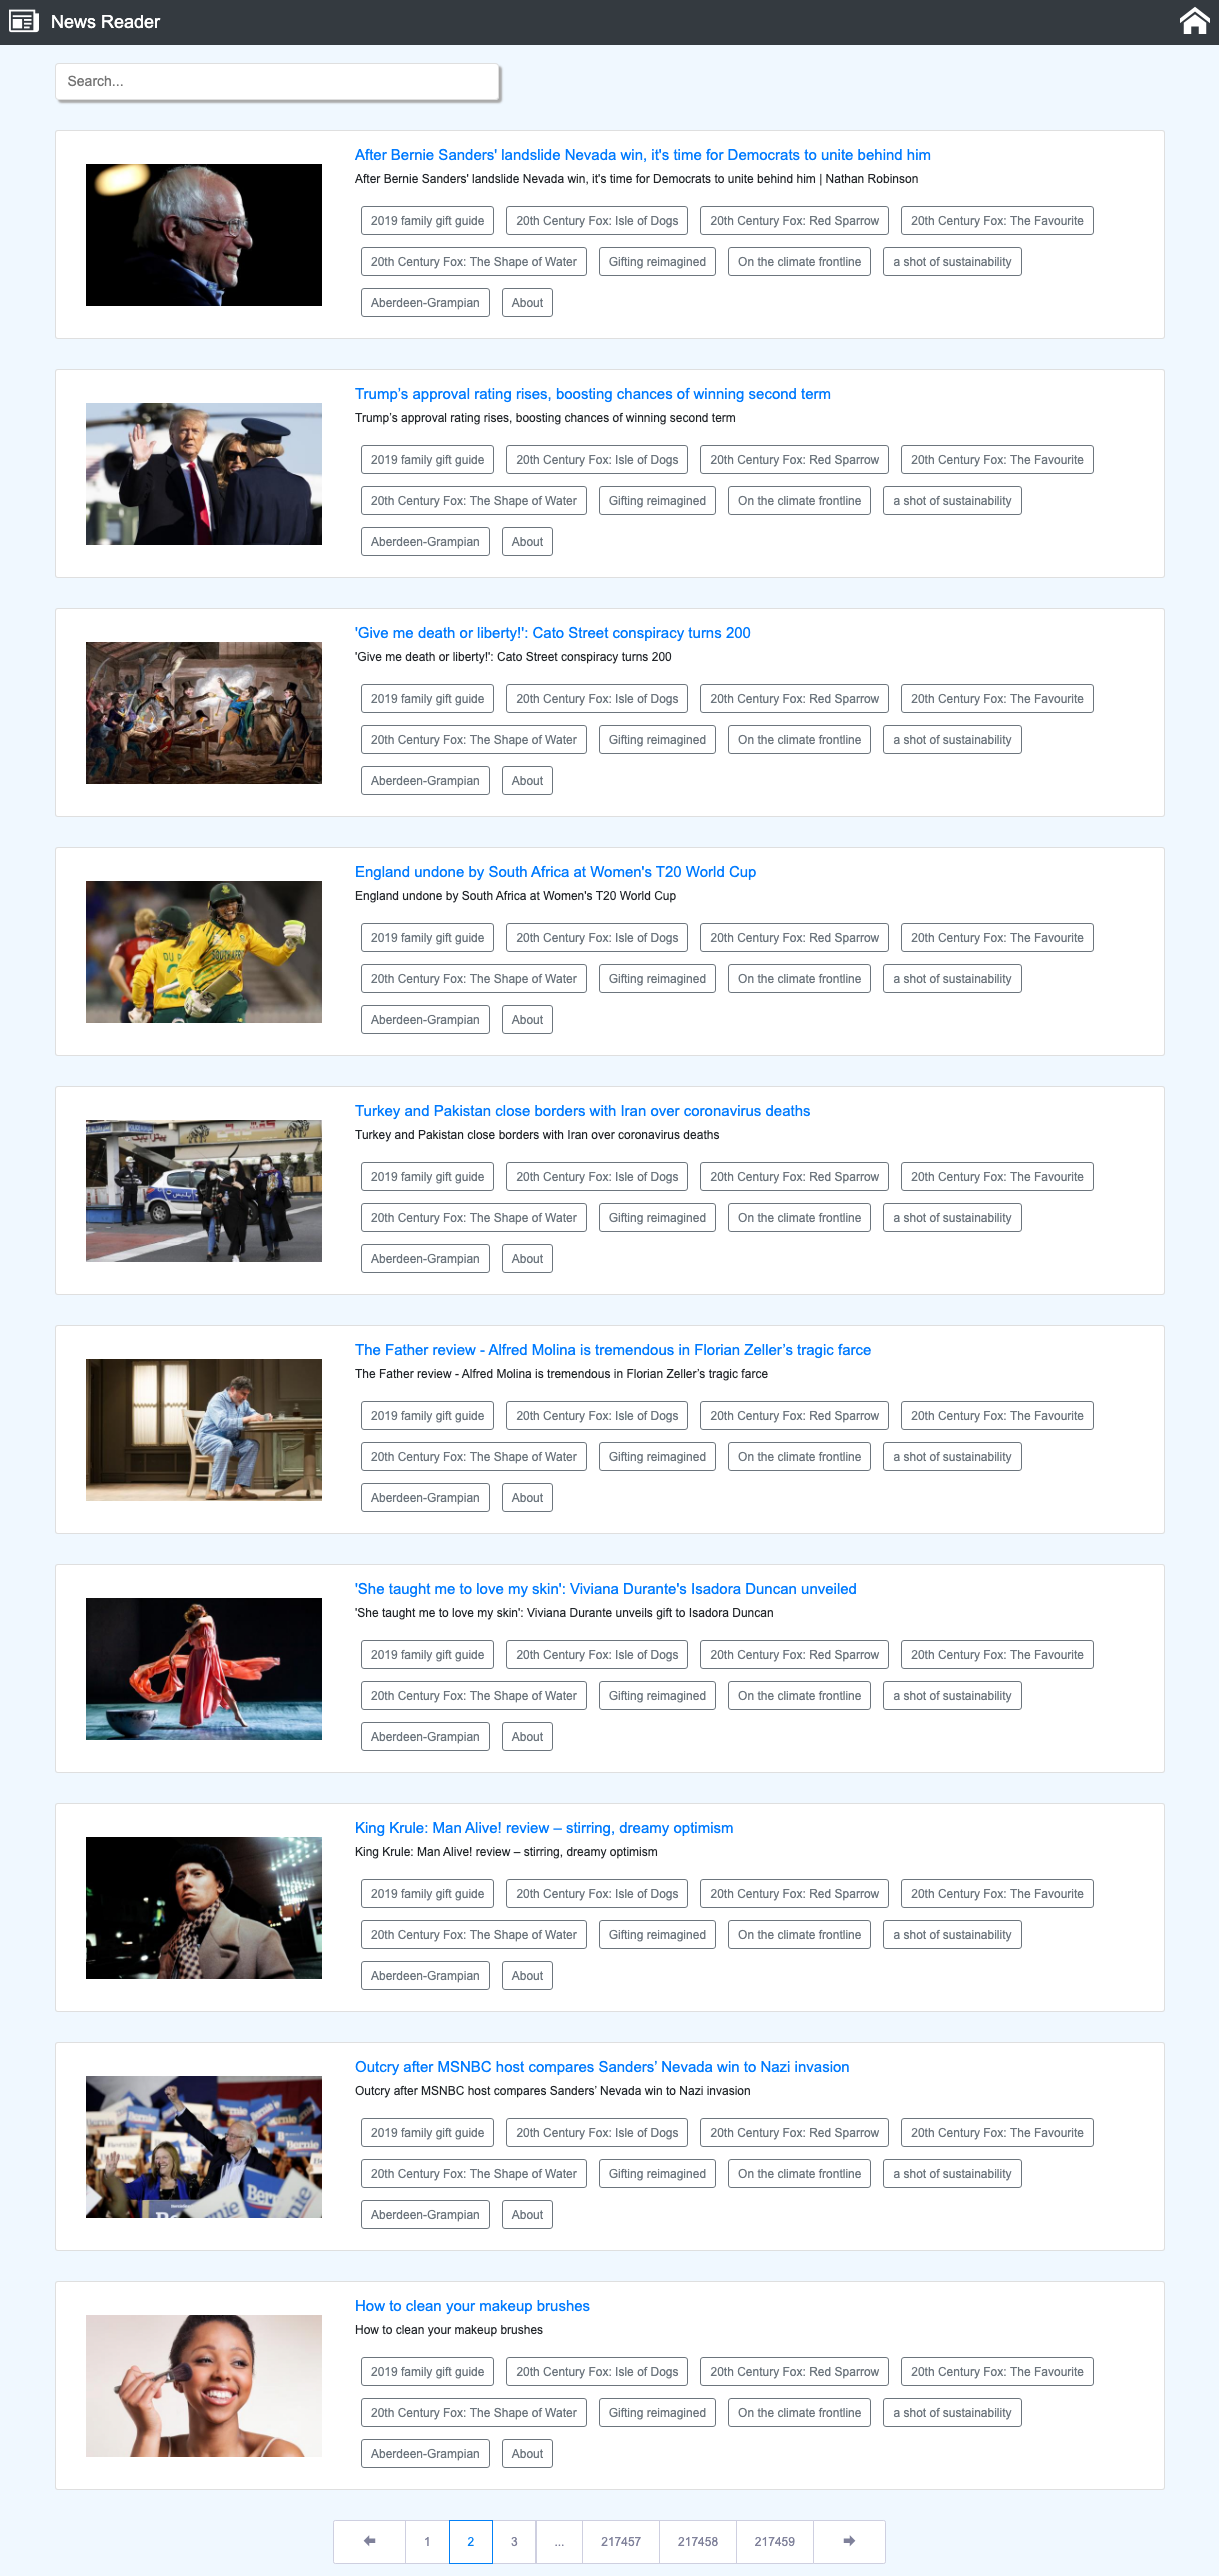 News Reader
Search...
After Bernie Sanders' landslide Nevada win, it's time for Democrats to unite behind him
After Bernie Sanders' landslide Nevada win, it's time for Democrats to unite behind him | Nathan Robinson
2019 family gift guide 20th Century Fox: Isle of Dogs 20th Century Fox: Red Sparrow 20th Century Fox: The Favourite
20th Century Fox: The Shape of Water Gifting reimagined On the climate frontline a shot of sustainability
Aberdeen-Grampian About
Trump’s approval rating rises, boosting chances of winning second term
Trump’s approval rating rises, boosting chances of winning second term
2019 family gift guide 20th Century Fox: Isle of Dogs 20th Century Fox: Red Sparrow 20th Century Fox: The Favourite
20th Century Fox: The Shape of Water Gifting reimagined On the climate frontline a shot of sustainability
Aberdeen-Grampian About
'Give me death or liberty!': Cato Street conspiracy turns 200
'Give me death or liberty!': Cato Street conspiracy turns 200
2019 family gift guide 20th Century Fox: Isle of Dogs 20th Century Fox: Red Sparrow 20th Century Fox: The Favourite
20th Century Fox: The Shape of Water Gifting reimagined On the climate frontline a shot of sustainability
Aberdeen-Grampian About
England undone by South Africa at Women's T20 World Cup
England undone by South Africa at Women's T20 World Cup
2019 family gift guide 20th Century Fox: Isle of Dogs 20th Century Fox: Red Sparrow 20th Century Fox: The Favourite
20th Century Fox: The Shape of Water Gifting reimagined On the climate frontline a shot of sustainability
Aberdeen-Grampian About
Turkey and Pakistan close borders with Iran over coronavirus deaths
Turkey and Pakistan close borders with Iran over coronavirus deaths
2019 family gift guide 20th Century Fox: Isle of Dogs 20th Century Fox: Red Sparrow 20th Century Fox: The Favourite
20th Century Fox: The Shape of Water Gifting reimagined On the climate frontline a shot of sustainability
Aberdeen-Grampian About
The Father review - Alfred Molina is tremendous in Florian Zeller’s tragic farce
The Father review - Alfred Molina is tremendous in Florian Zeller’s tragic farce
2019 family gift guide 20th Century Fox: Isle of Dogs 20th Century Fox: Red Sparrow 20th Century Fox: The Favourite
20th Century Fox: The Shape of Water Gifting reimagined On the climate frontline a shot of sustainability
Aberdeen-Grampian About
'She taught me to love my skin': Viviana Durante's Isadora Duncan unveiled
'She taught me to love my skin': Viviana Durante unveils gift to Isadora Duncan
2019 family gift guide 20th Century Fox: Isle of Dogs 20th Century Fox: Red Sparrow 20th Century Fox: The Favourite
20th Century Fox: The Shape of Water Gifting reimagined On the climate frontline a shot of sustainability
Aberdeen-Grampian About
King Krule: Man Alive! review – stirring, dreamy optimism
King Krule: Man Alive! review – stirring, dreamy optimism
2019 family gift guide 20th Century Fox: Isle of Dogs 20th Century Fox: Red Sparrow 20th Century Fox: The Favourite
20th Century Fox: The Shape of Water Gifting reimagined On the climate frontline a shot of sustainability
Aberdeen-Grampian About
Outcry after MSNBC host compares Sanders’ Nevada win to Nazi invasion
Outcry after MSNBC host compares Sanders’ Nevada win to Nazi invasion
2019 family gift guide 20th Century Fox: Isle of Dogs 20th Century Fox: Red Sparrow 20th Century Fox: The Favourite
20th Century Fox: The Shape of Water Gifting reimagined On the climate frontline a shot of sustainability
Aberdeen-Grampian About
How to clean your makeup brushes
How to clean your makeup brushes
2019 family gift guide 20th Century Fox: Isle of Dogs 20th Century Fox: Red Sparrow 20th Century Fox: The Favourite
20th Century Fox: The Shape of Water Gifting reimagined On the climate frontline a shot of sustainability
Aberdeen-Grampian About
1 2 3 ... 217457 217458 217459